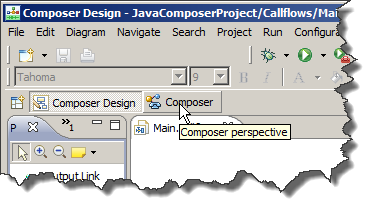 Composer Design - JavaComposerProject/Callflows/Mai
File Edit Diagram Navigate Search Project Run Configur
Tahoma 9 B
Composer Design Composer
P »1 Main.
Composer perspective
utput Link